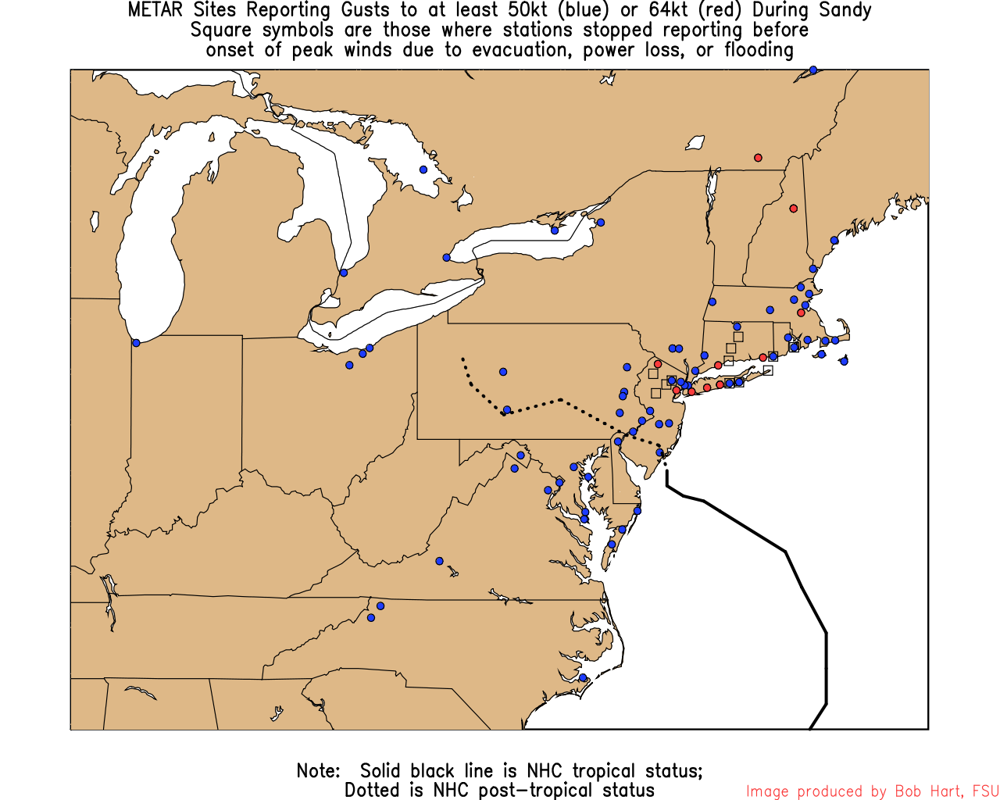 METAR Sites Reporting Gusts to at least 50kt (blue) or 64kt (red) During Sandy
Square symbols are those where stations stopped reporting before
onset of peak winds due to evacuation, power loss, or flooding
Note:  Solid black line is NHC tropical status;
Dotted is NHC post-tropical status
Image produced by Bob Hart, FSU